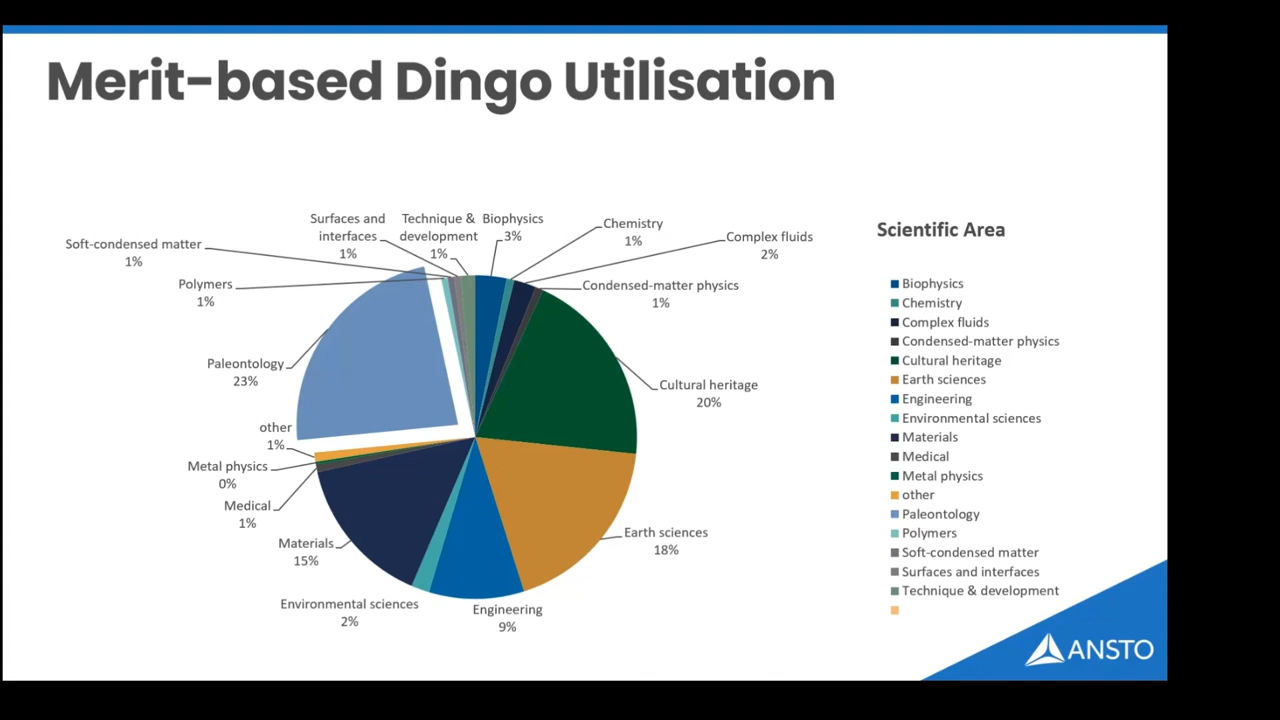 Merit-based Dingo Utilisation
Surfaces and
interfaces
1%
Technique &
development
1%
Biophysics
3%
Chemistry
1%
Complex fluids
2%
Soft-condensed matter
1%
Polymers
1%
Condensed-matter physics
1%
Paleontology
23%
Cultural heritage
20%
other
1%
Metal physics
0%
Medical
1%
Materials
15%
Earth sciences
18%
Environmental sciences
2%
Engineering
9%
Scientific Area
Biophysics
Chemistry
Complex fluids
Condensed-matter physics
Cultural heritage
Earth sciences
Engineering
Environmental sciences
Materials
Medical
Metal physics
other
Paleontology
Polymers
Soft-condensed matter
Surfaces and interfaces
Technique & development
ANSTO